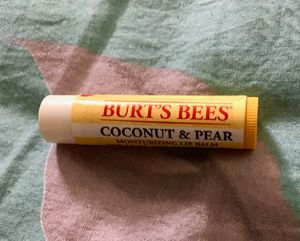 BURT'S BEES®
COCONUT & PEAR
MOISTURIZING LIP BALM